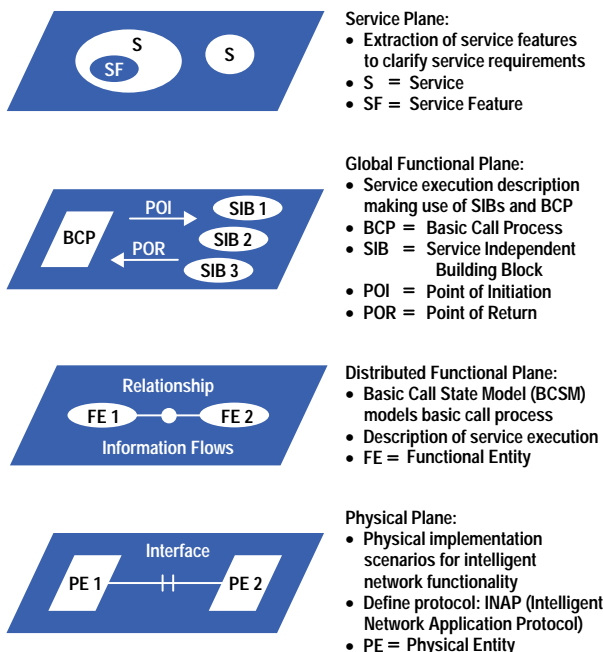 S
SF
S
Service Plane:
• Extraction of service features
to clarify service requirements
• S = Service
• SF = Service Feature
BCP
POI
POR
SIB 1
SIB 2
SIB 3
Global Functional Plane:
• Service execution description
making use of SIBs and BCP
• BCP = Basic Call Process
• SIB = Service Independent
Building Block
• POI = Point of Initiation
• POR = Point of Return
Relationship
FE 1
FE 2
Information Flows
Distributed Functional Plane:
• Basic Call State Model (BCSM)
models basic call process
• Description of service execution
• FE = Functional Entity
Interface
PE 1
PE 2
Physical Plane:
• Physical implementation
scenarios for intelligent
network functionality
• Define protocol: INAP (Intelligent
Network Application Protocol)
• PE = Physical Entity